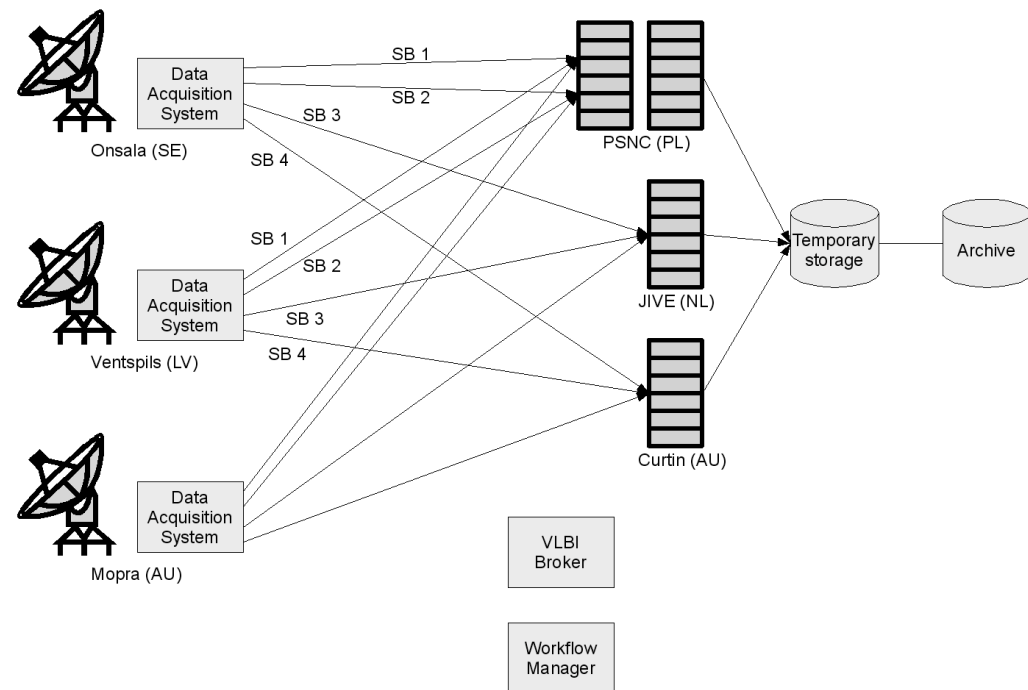 Data
Acquisition
System
Onsala (SE)
SB 1
SB 2
SB 3
SB 4
PSNC (PL)
Data
Acquisition
System
Ventspils (LV)
SB 1
SB 2
SB 3
SB 4
JIVE (NL)
Temporary
storage
Archive
Data
Acquisition
System
Mopra (AU)
Curtin (AU)
VLBI
Broker
Workflow
Manager